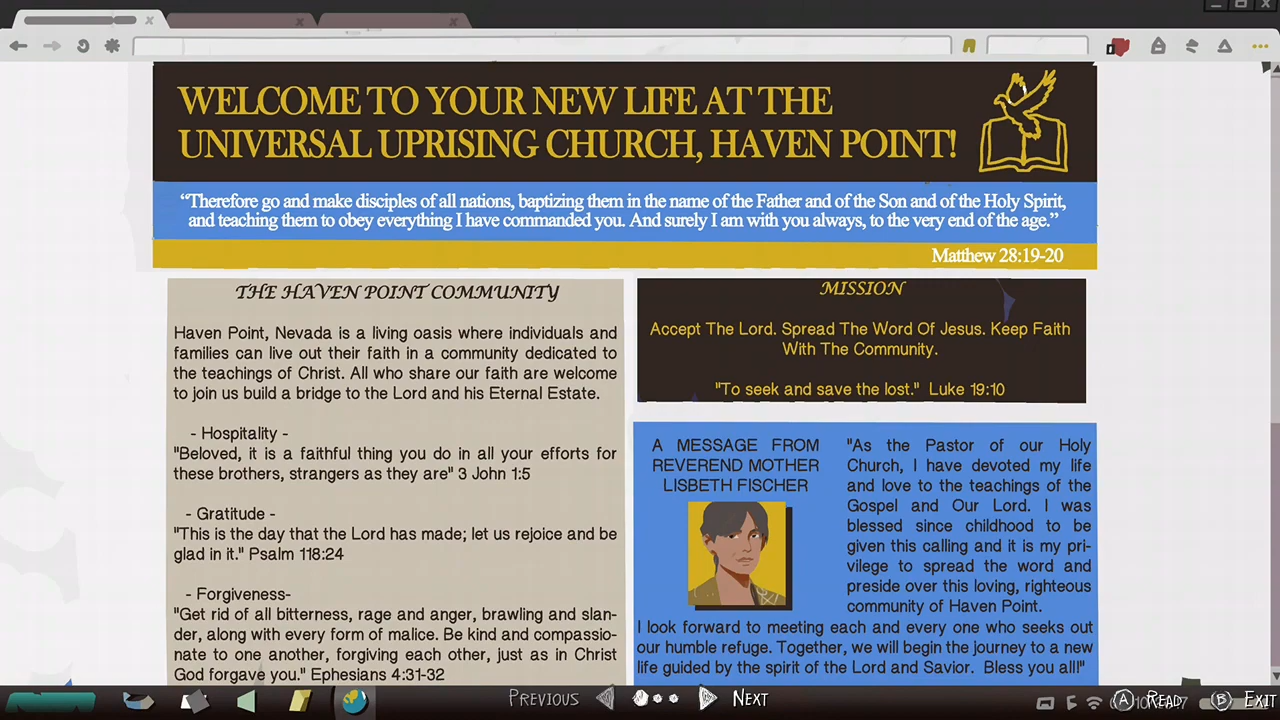 WELCOME TO YOUR NEW LIFE AT THE
UNIVERSAL UPRISING CHURCH, HAVEN POINT!
“Therefore go and make disciples of all nations, baptizing them in the name of the Father and of the Son and of the Holy Spirit,
and teaching them to obey everything I have commanded you. And surely I am with you always, to the very end of the age.”
Matthew 28:19-20
THE HAVEN POINT COMMUNITY
Haven Point, Nevada is a living oasis where individuals and
families can live out their faith in a community dedicated to
the teachings of Christ. All who share our faith are welcome
to join us build a bridge to the Lord and his Eternal Estate.
- Hospitality -
"Beloved, it is a faithful thing you do in all your efforts for
these brothers, strangers as they are" 3 John 1:5
- Gratitude -
"This is the day that the Lord has made; let us rejoice and be
glad in it." Psalm 118:24
- Forgiveness-
"Get rid of all bitterness, rage and anger, brawling and slan-
der, along with every form of malice. Be kind and compassio-
nate to one another, forgiving each other, just as in Christ
God forgave you." Ephesians 4:31-32
MISSION
Accept The Lord. Spread The Word Of Jesus. Keep Faith
With The Community.
"To seek and save the lost." Luke 19:10
A MESSAGE FROM
REVEREND MOTHER
LISBETH FISCHER
"As the Pastor of our Holy
Church, I have devoted my life
and love to the teachings of the
Gospel and Our Lord. I was
blessed since childhood to be
given this calling and it is my pri-
vilege to spread the word and
preside over this loving, righteous
community of Haven Point.
I look forward to meeting each and every one who seeks out
our humble refuge. Together, we will begin the journey to a new
life guided by the spirit of the Lord and Savior. Bless you all!"
PREVIOUS
NEXT
A READ
B EXIT